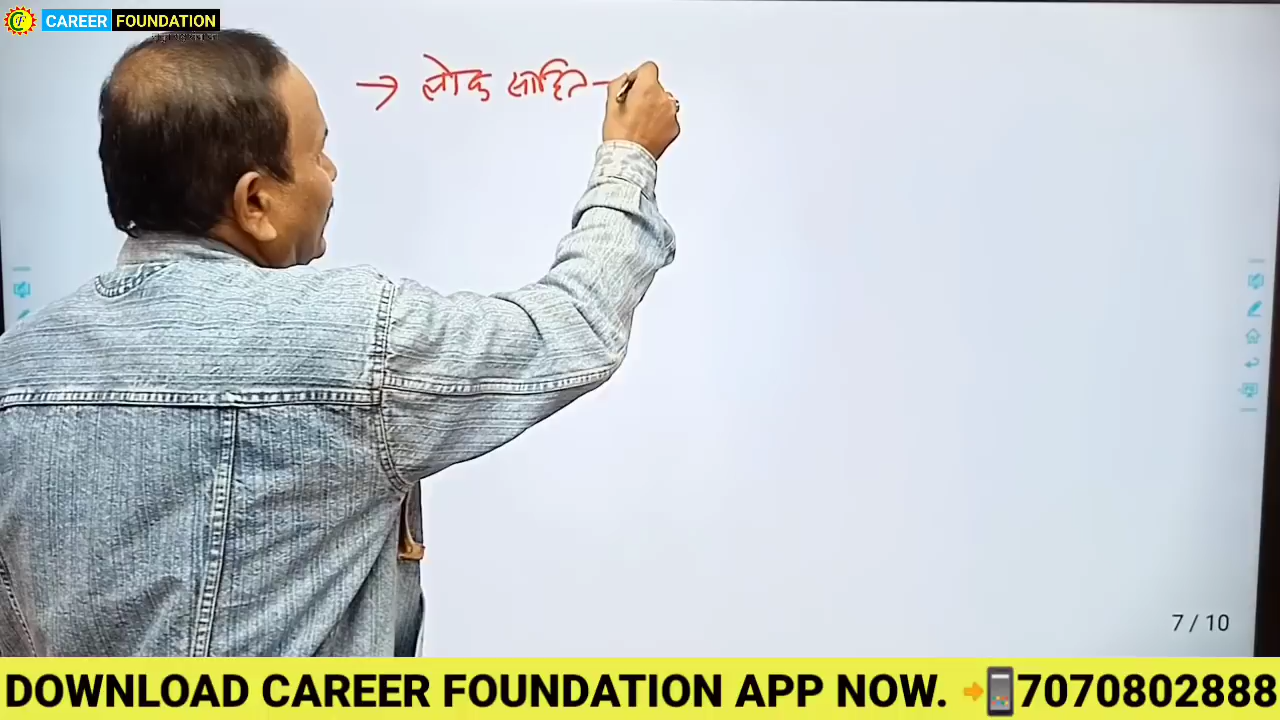 CAREER FOUNDATION
→ लोक साहित
7 / 10
DOWNLOAD CAREER FOUNDATION APP NOW. 7070802888